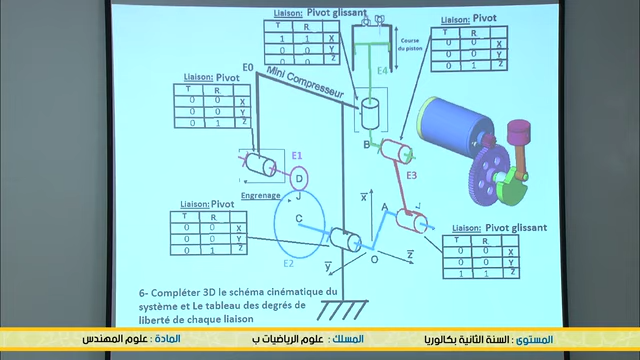 Liaison: Pivot glissant
T R
1 1 X
0 0 Y
0 0 Z
Course
du piston
Liaison: Pivot
T R
0 0 X
0 0 Y
0 1 Z
E4
E0
Mini Compresseur
Liaison: Pivot
T R
0 0 X
0 0 Y
0 1 Z
B
E1
E3
D
Engrenage
J
C
E2
Liaison: Pivot
T R
0 0 X
0 0 Y
0 1 Z
x
A
O
y
z
Liaison: Pivot glissant
T R
0 0 X
0 0 Y
1 1 Z
6- Compléter 3D le schéma cinématique du
système et Le tableau des degrés de
liberté de chaque liaison
المستوى : السنة الثانية بكالوريا
المسلك : علوم الرياضيات ب
المادة : علوم المهندس